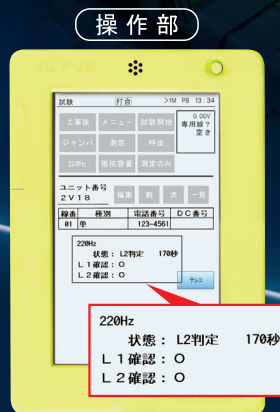 操作部
試験 打合 >1M PB 13:34
工事後 メニュー 試験開始 0.00V
専用線?
空き
ジャンパ 測定 呼出
220Hz 抵抗容量 測定のみ
ユニット番号
2V18 編集 前 次 一覧
線番 種別 電話番号 DC番号
01 単 123-4561
220Hz
状態: L2判定 170秒
L1確認: O
L2確認: O
テレコ
220Hz
状態: L2判定 170秒
L1確認: O
L2確認: O